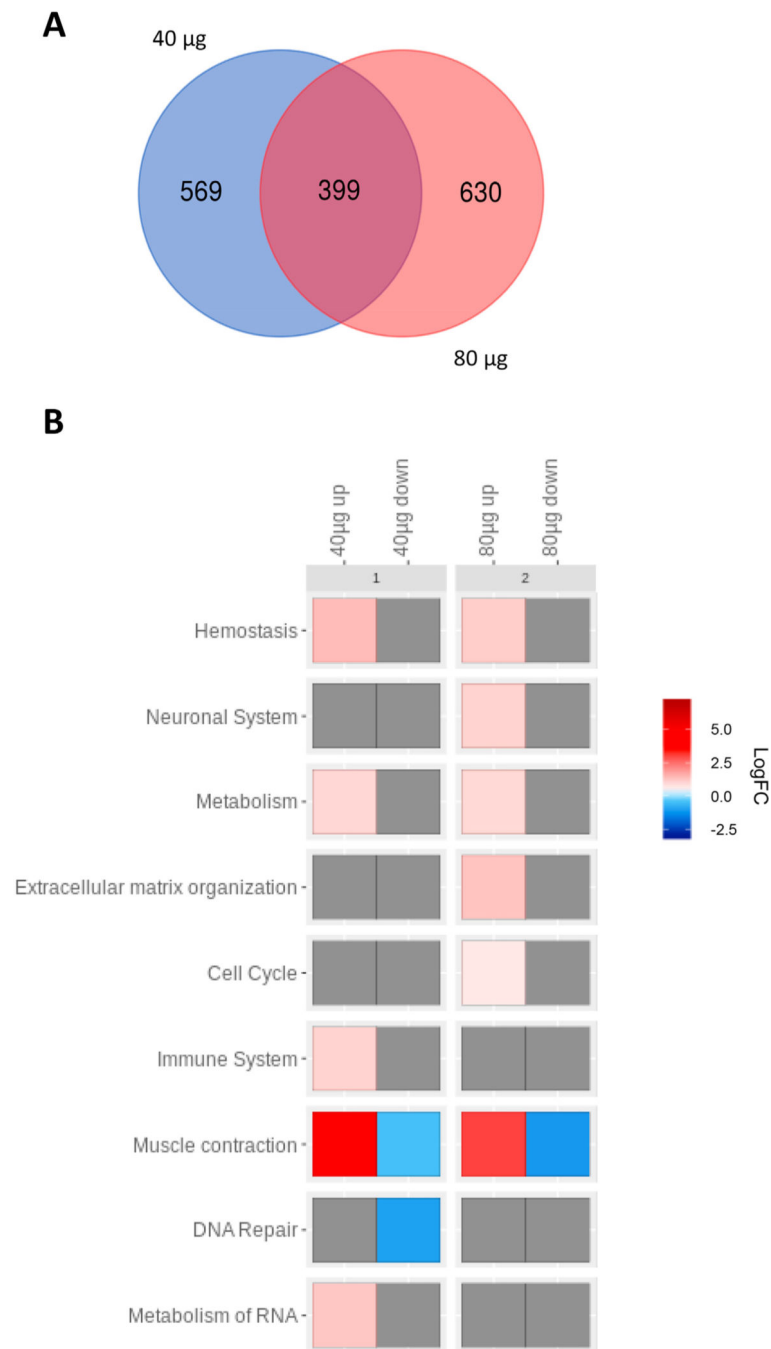 A
40 µg
569
399
630
80 µg
B
40µg up
40µg down
80µg up
80µg down
1
2
Hemostasis
Neuronal System
Metabolism
Extracellular matrix organization
Cell Cycle
Immune System
Muscle contraction
DNA Repair
Metabolism of RNA
5.0
2.5
0.0
-2.5
LogFC